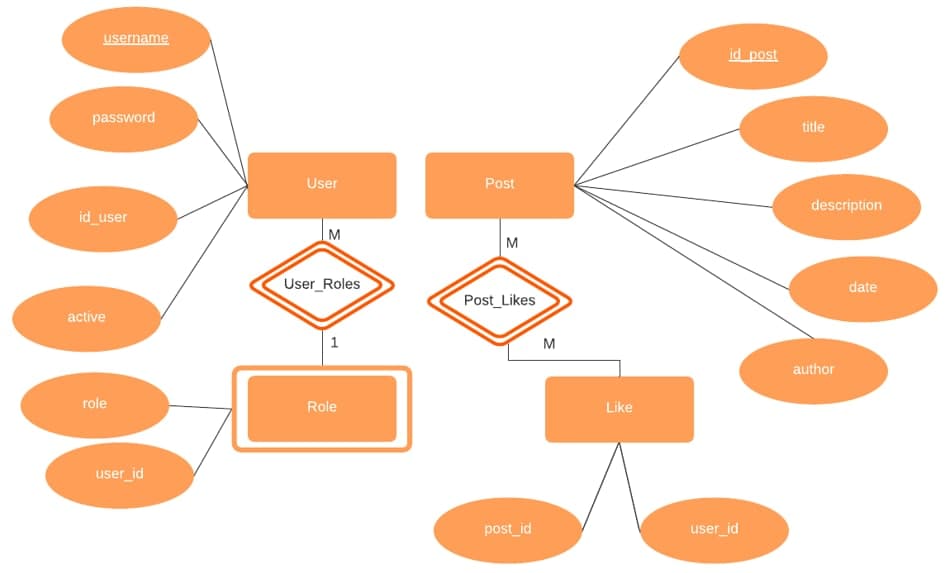 username
id_post
password
title
User
Post
description
id_user
M
M
User_Roles
Post_Likes
date
active
1
M
author
role
Role
Like
user_id
post_id
user_id